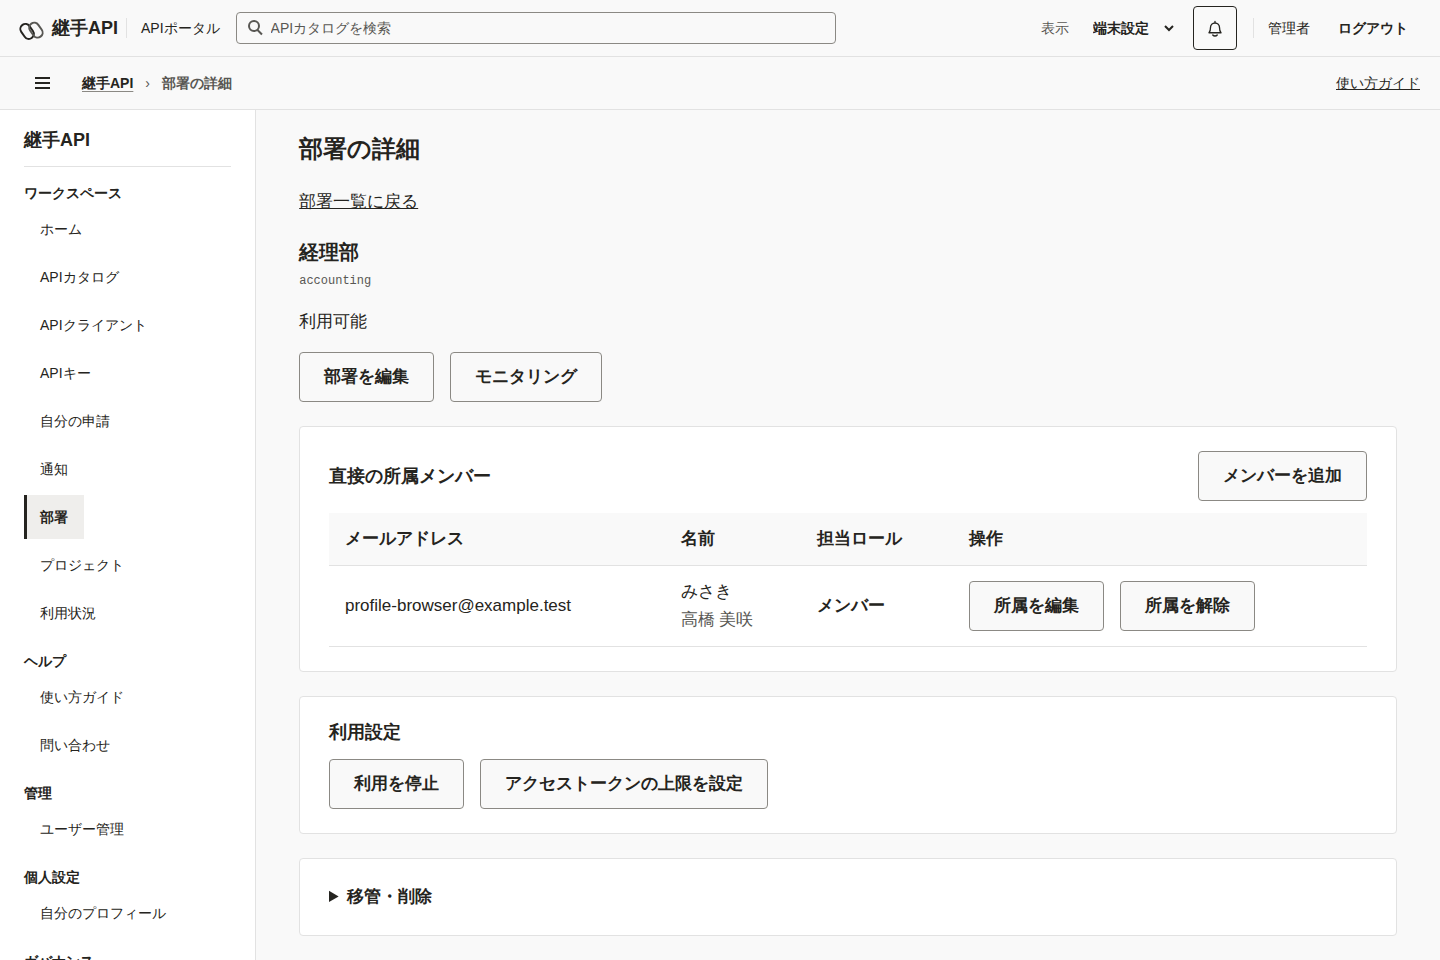 継手API
APIポータル
APIカタログを検索
表示
端末設定
管理者
ログアウト
継手API › 部署の詳細
使い方ガイド
継手API
ワークスペース
ホーム
APIカタログ
APIクライアント
APIキー
自分の申請
通知
部署
プロジェクト
利用状況
ヘルプ
使い方ガイド
問い合わせ
管理
ユーザー管理
個人設定
自分のプロフィール
ガバナンス
部署の詳細
部署一覧に戻る
経理部
accounting
利用可能
部署を編集
モニタリング
直接の所属メンバー
メンバーを追加
メールアドレス 名前 担当ロール 操作
profile-browser@example.test
みさき
高橋 美咲
メンバー
所属を編集
所属を解除
利用設定
利用を停止
アクセストークンの上限を設定
移管・削除